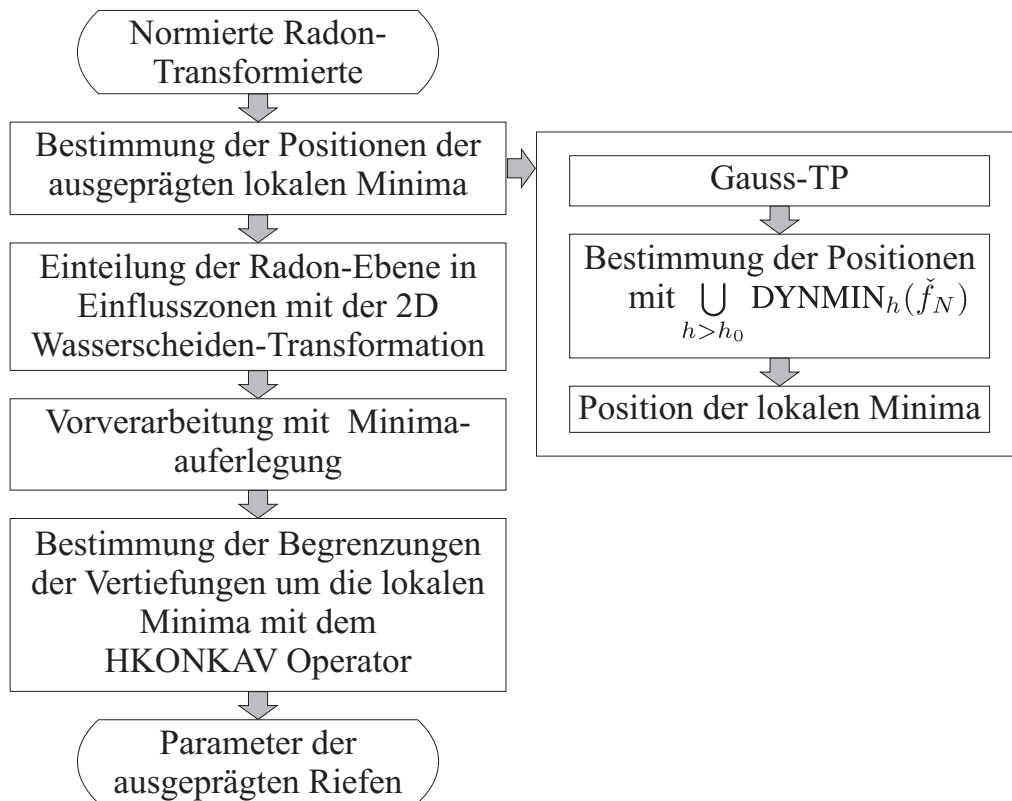 Normierte Radon-
Transformierte
Bestimmung der Positionen der
ausgeprägten lokalen Minima
Einteilung der Radon-Ebene in
Einflusszonen mit der 2D
Wasserscheiden-Transformation
Vorverarbeitung mit Minima-
auferlegung
Bestimmung der Begrenzungen
der Vertiefungen um die lokalen
Minima mit dem
HKONKAV Operator
Parameter der
ausgeprägten Riefen
Gauss-TP
Bestimmung der Positionen
mit ⋃ DYNMIN_h(f̌_N)
h>h_0
Position der lokalen Minima